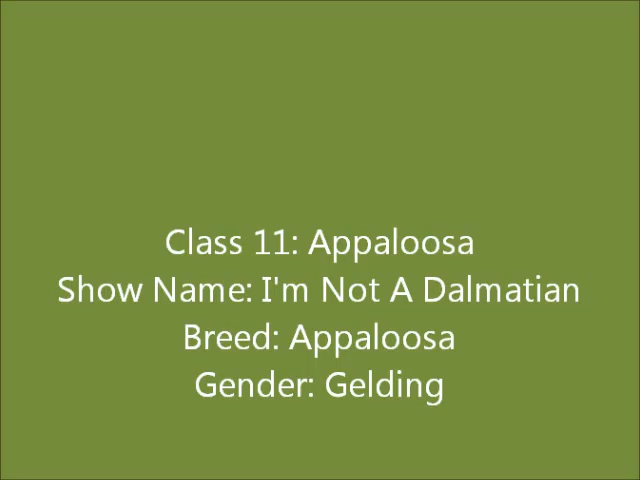 Class 11: Appaloosa
Show Name: I'm Not A Dalmatian
Breed: Appaloosa
Gender: Gelding